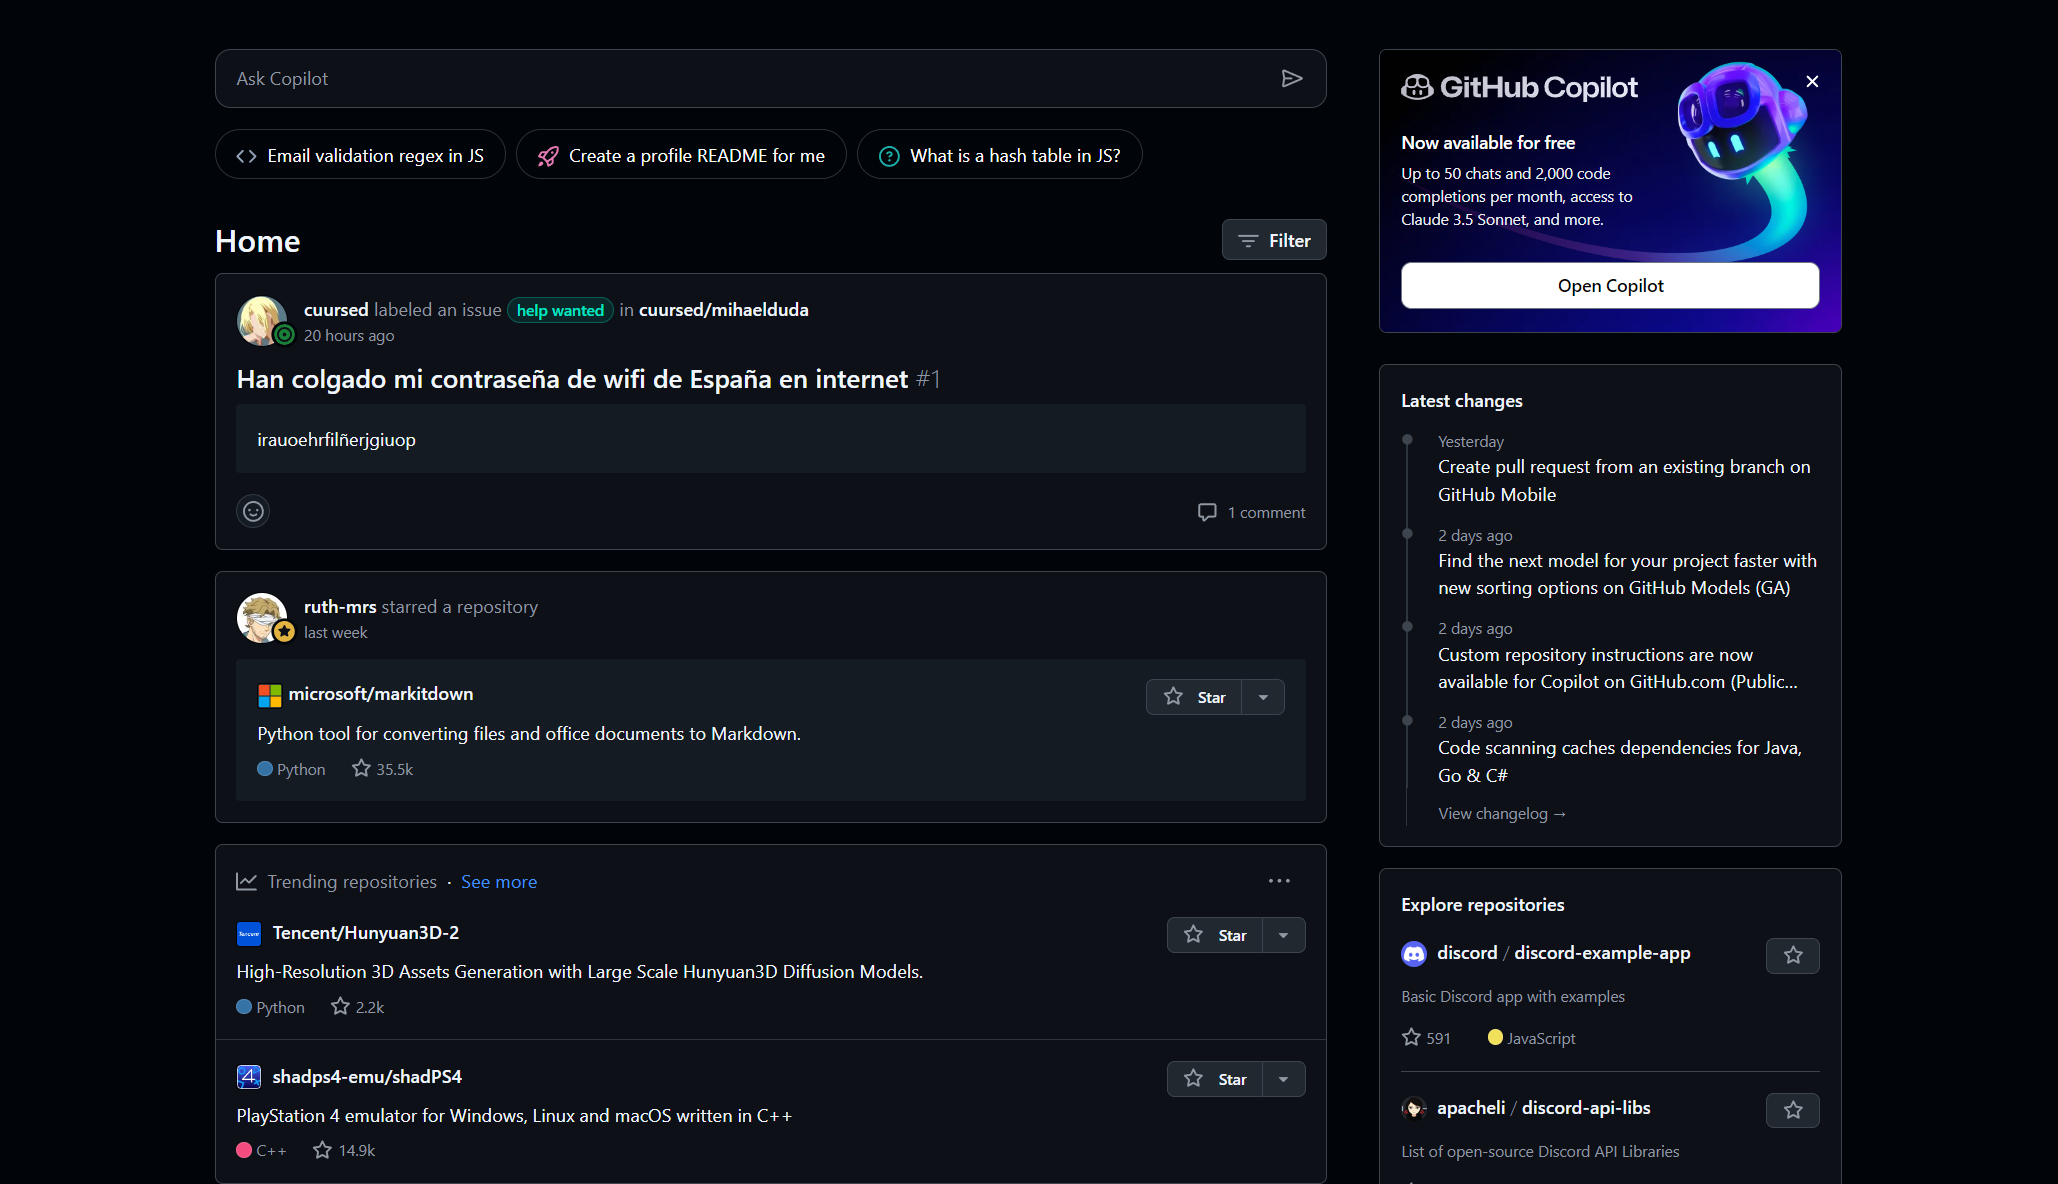 Ask Copilot
Email validation regex in JS
Create a profile README for me
What is a hash table in JS?
Home
Filter
cuursed labeled an issue help wanted in cuursed/mihaelduda
20 hours ago
Han colgado mi contraseña de wifi de España en internet #1
irauoehrfilñerjgiuop
1 comment
ruth-mrs starred a repository
last week
microsoft/markitdown
Star
Python tool for converting files and office documents to Markdown.
Python 35.5k
Trending repositories · See more
Tencent
Tencent/Hunyuan3D-2
Star
High-Resolution 3D Assets Generation with Large Scale Hunyuan3D Diffusion Models.
Python 2.2k
4
shadps4-emu/shadPS4
Star
PlayStation 4 emulator for Windows, Linux and macOS written in C++
C++ 14.9k
GitHub Copilot
Now available for free
Up to 50 chats and 2,000 code
completions per month, access to
Claude 3.5 Sonnet, and more.
Open Copilot
Latest changes
Yesterday
Create pull request from an existing branch on
GitHub Mobile
2 days ago
Find the next model for your project faster with
new sorting options on GitHub Models (GA)
2 days ago
Custom repository instructions are now
available for Copilot on GitHub.com (Public...
2 days ago
Code scanning caches dependencies for Java,
Go & C#
View changelog →
Explore repositories
discord / discord-example-app
Basic Discord app with examples
591 JavaScript
apacheli / discord-api-libs
List of open-source Discord API Libraries